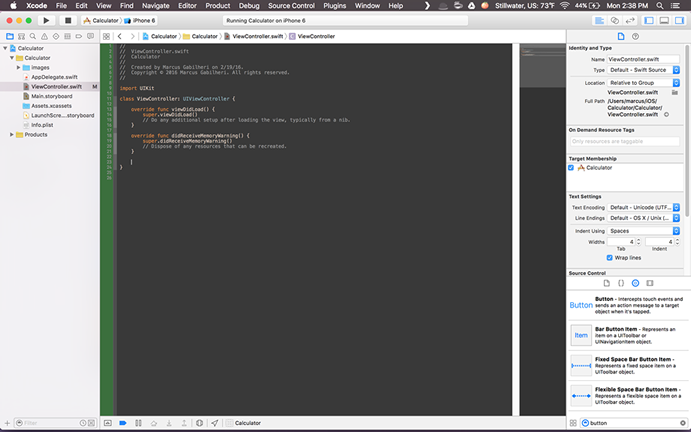 Xcode File Edit View Find Navigate Editor Product Debug Source Control Plugins Window Help Stillwater, US: 73°F 44% Mon 2:38 PM
Calculator iPhone 6 Running Calculator on iPhone 6
Calculator Calculator ViewController.swift ViewController
Calculator
Calculator
Images
AppDelegate.swift
ViewController.swift M
Main.storyboard
Assets.xcassets
LaunchScre...storyboard
Info.plist
Products
//
// ViewController.swift
// Calculator
//
// Created by Marcus Gabilheri on 2/19/16.
// Copyright © 2016 Marcus Gabilheri. All rights reserved.
//
import UIKit
class ViewController: UIViewController {
override func viewDidLoad() {
super.viewDidLoad()
// Do any additional setup after loading the view, typically from a nib.
}
override func didReceiveMemoryWarning() {
super.didReceiveMemoryWarning()
// Dispose of any resources that can be recreated.
}
}
Identity and Type
Name ViewController.swift
Type Default - Swift Source
Location Relative to Group
ViewController.swift
Full Path /Users/marcus/iOS/
Calculator/Calculator/
ViewController.swift
On Demand Resource Tags
Only resources are taggable
Target Membership
Calculator
Text Settings
Text Encoding Default - Unicode (UTF...
Line Endings Default - OS X / Unix (...
Indent Using Spaces
Widths 4 4
Tab Indent
Wrap lines
Source Control
Button Button - Intercepts touch events and
sends an action message to a target
object when it's tapped.
Item Bar Button Item - Represents an
item on a UIToolbar or
UINavigationItem object.
Fixed Space Bar Button Item -
Represents a fixed space item on a
UIToolbar object.
Flexible Space Bar Button Item -
Represents a flexible space item on a
UIToolbar object.
Filter Calculator button